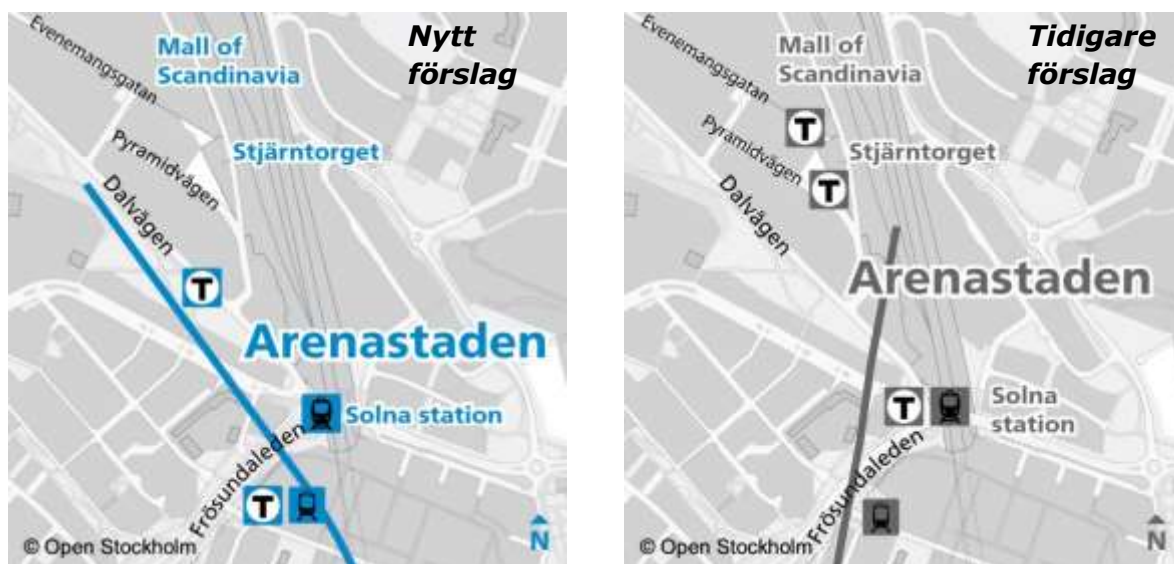 Nytt
förslag
Evenemangsgatan
Mall of
Scandinavia
Pyramidvägen
Stjärntorget
Dalvägen
T
Arenastaden
Solna station
Frösundaleden
T
© Open Stockholm
N
Tidigare
förslag
Evenemangsgatan
Mall of
Scandinavia
T
Pyramidvägen
Stjärntorget
T
Dalvägen
Arenastaden
T
Solna
station
Frösundaleden
© Open Stockholm
N